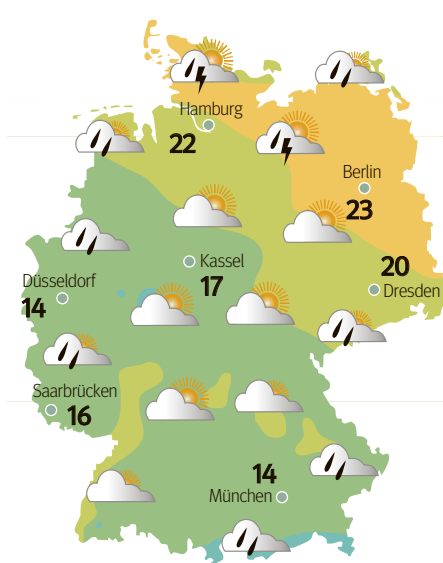 Hamburg
22
Berlin
23
Kassel
17
20
Dresden
Düsseldorf
14
Saarbrücken
16
14
München